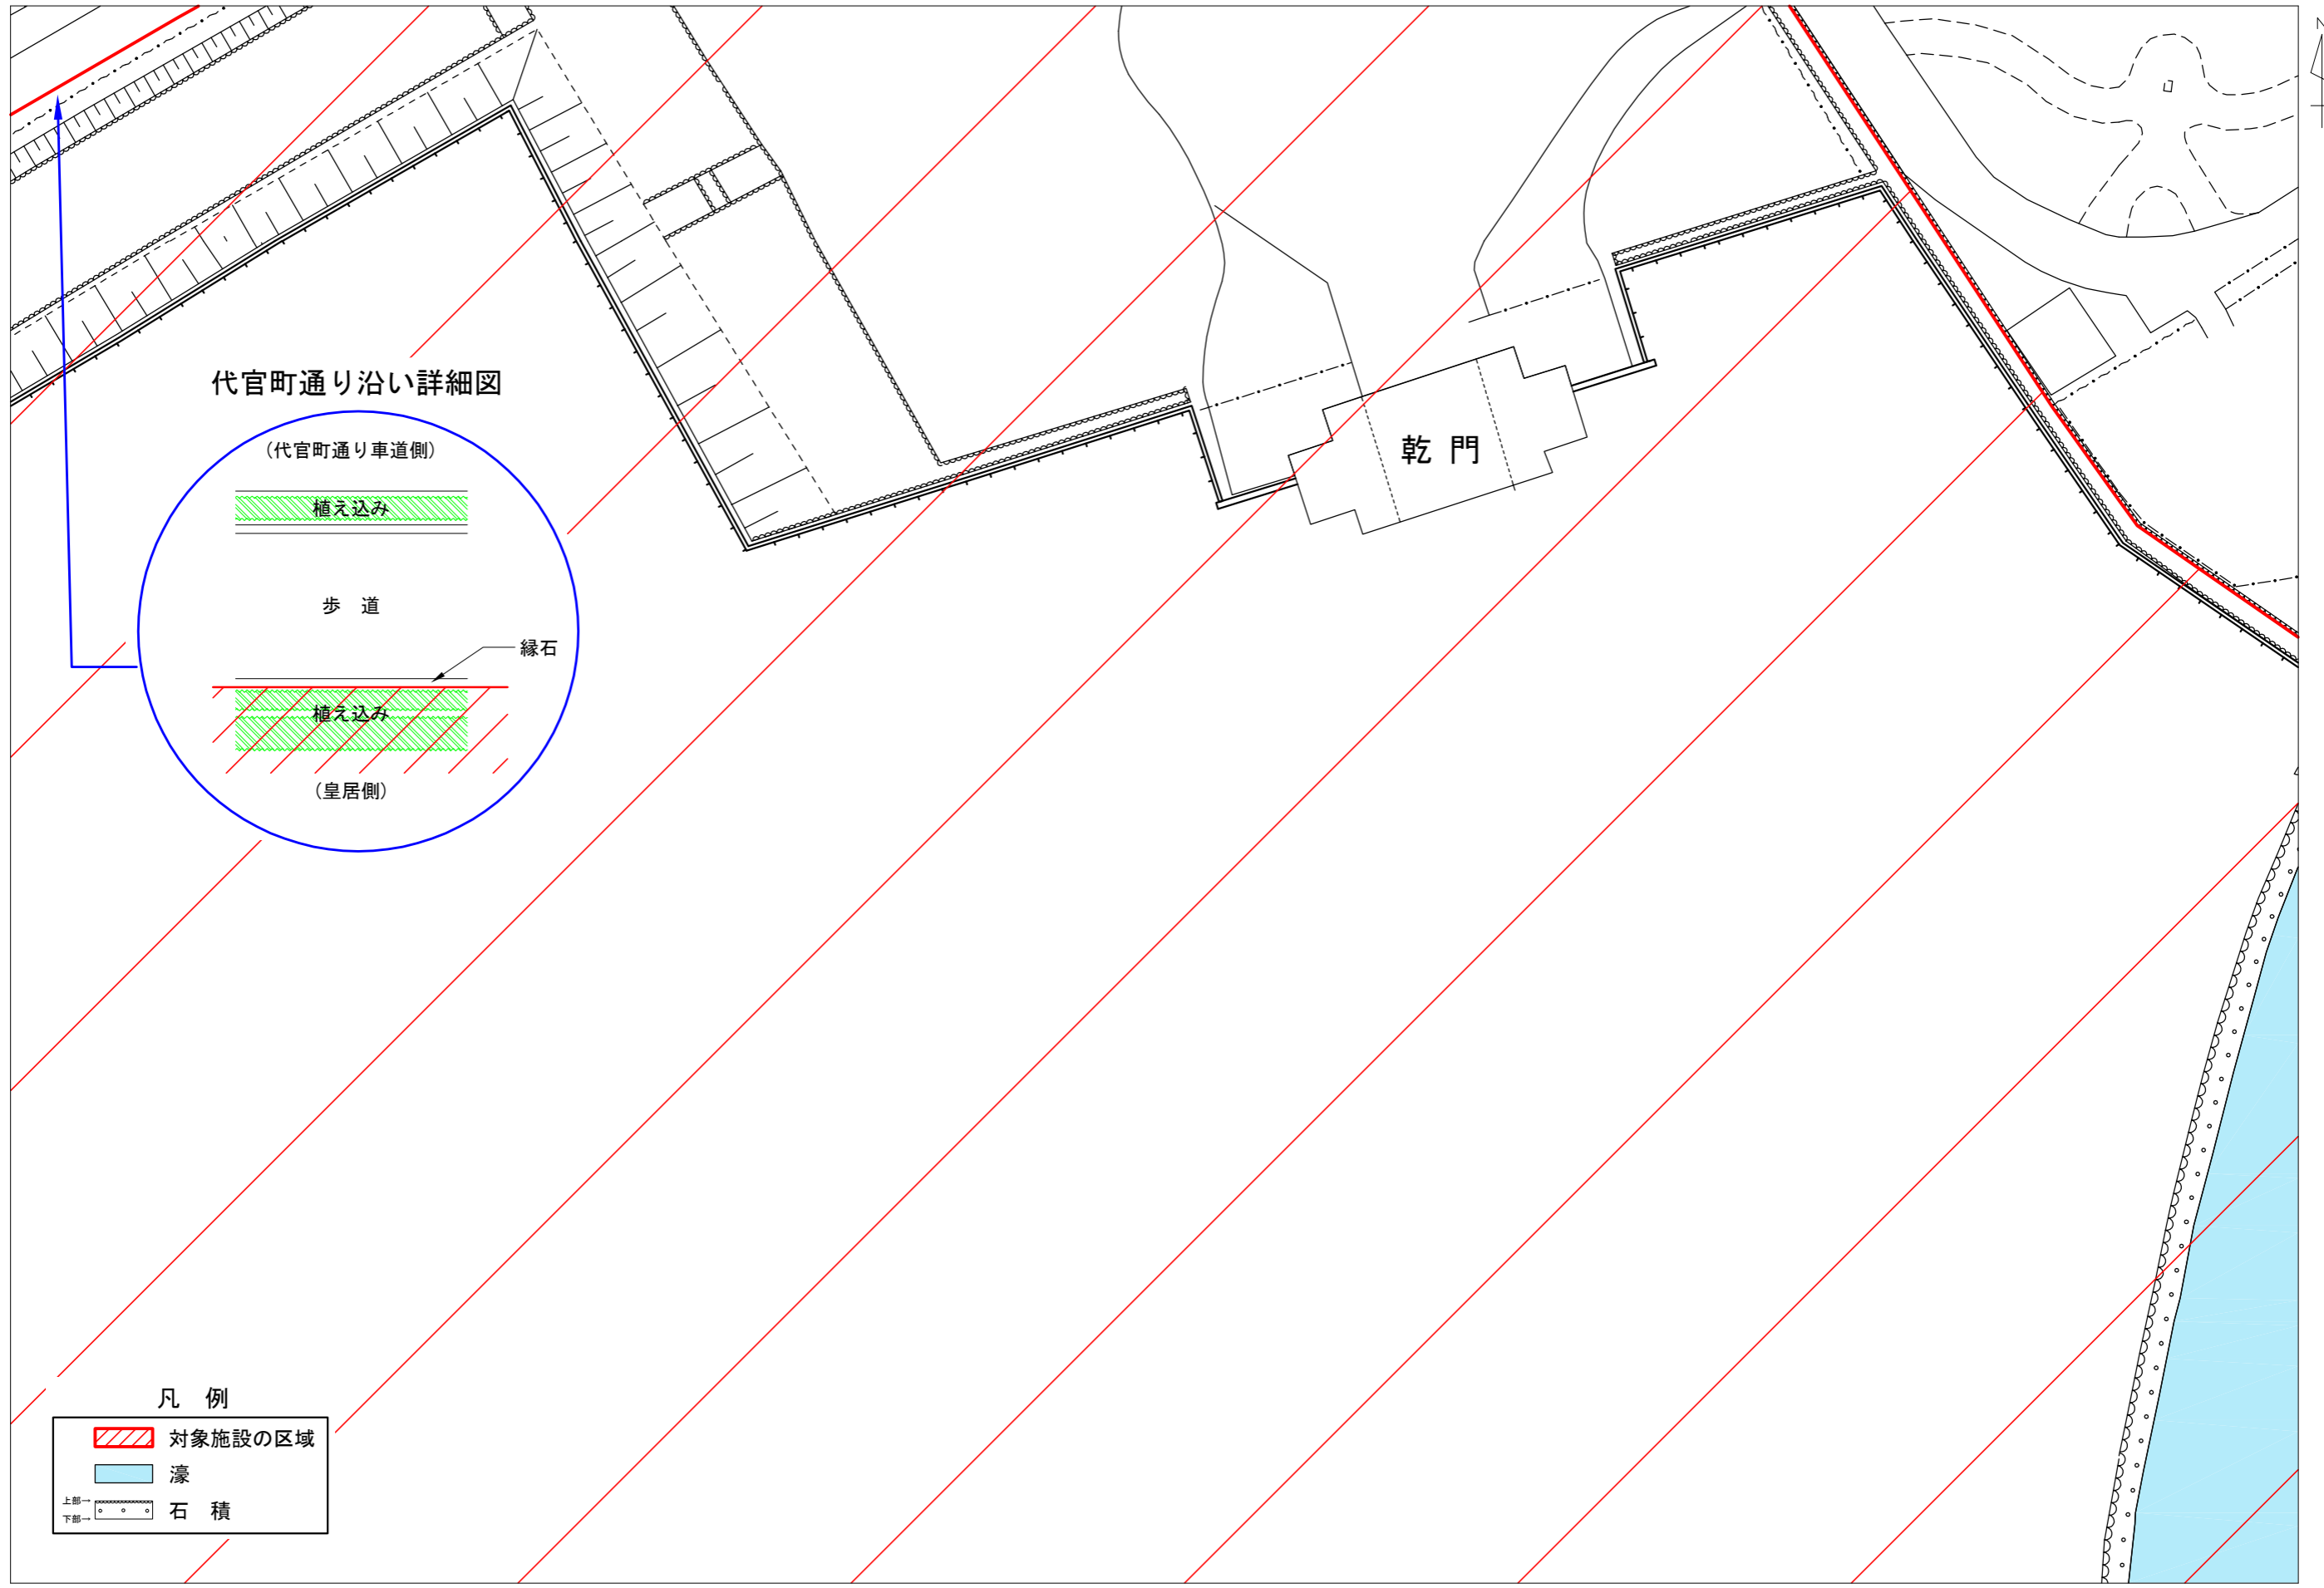 N
代官町通り沿い詳細図
(代官町通り車道側)
植え込み
歩 道
縁石
植え込み
(皇居側)
乾 門
凡 例
対象施設の区域
濠
上部→
下部→
石 積